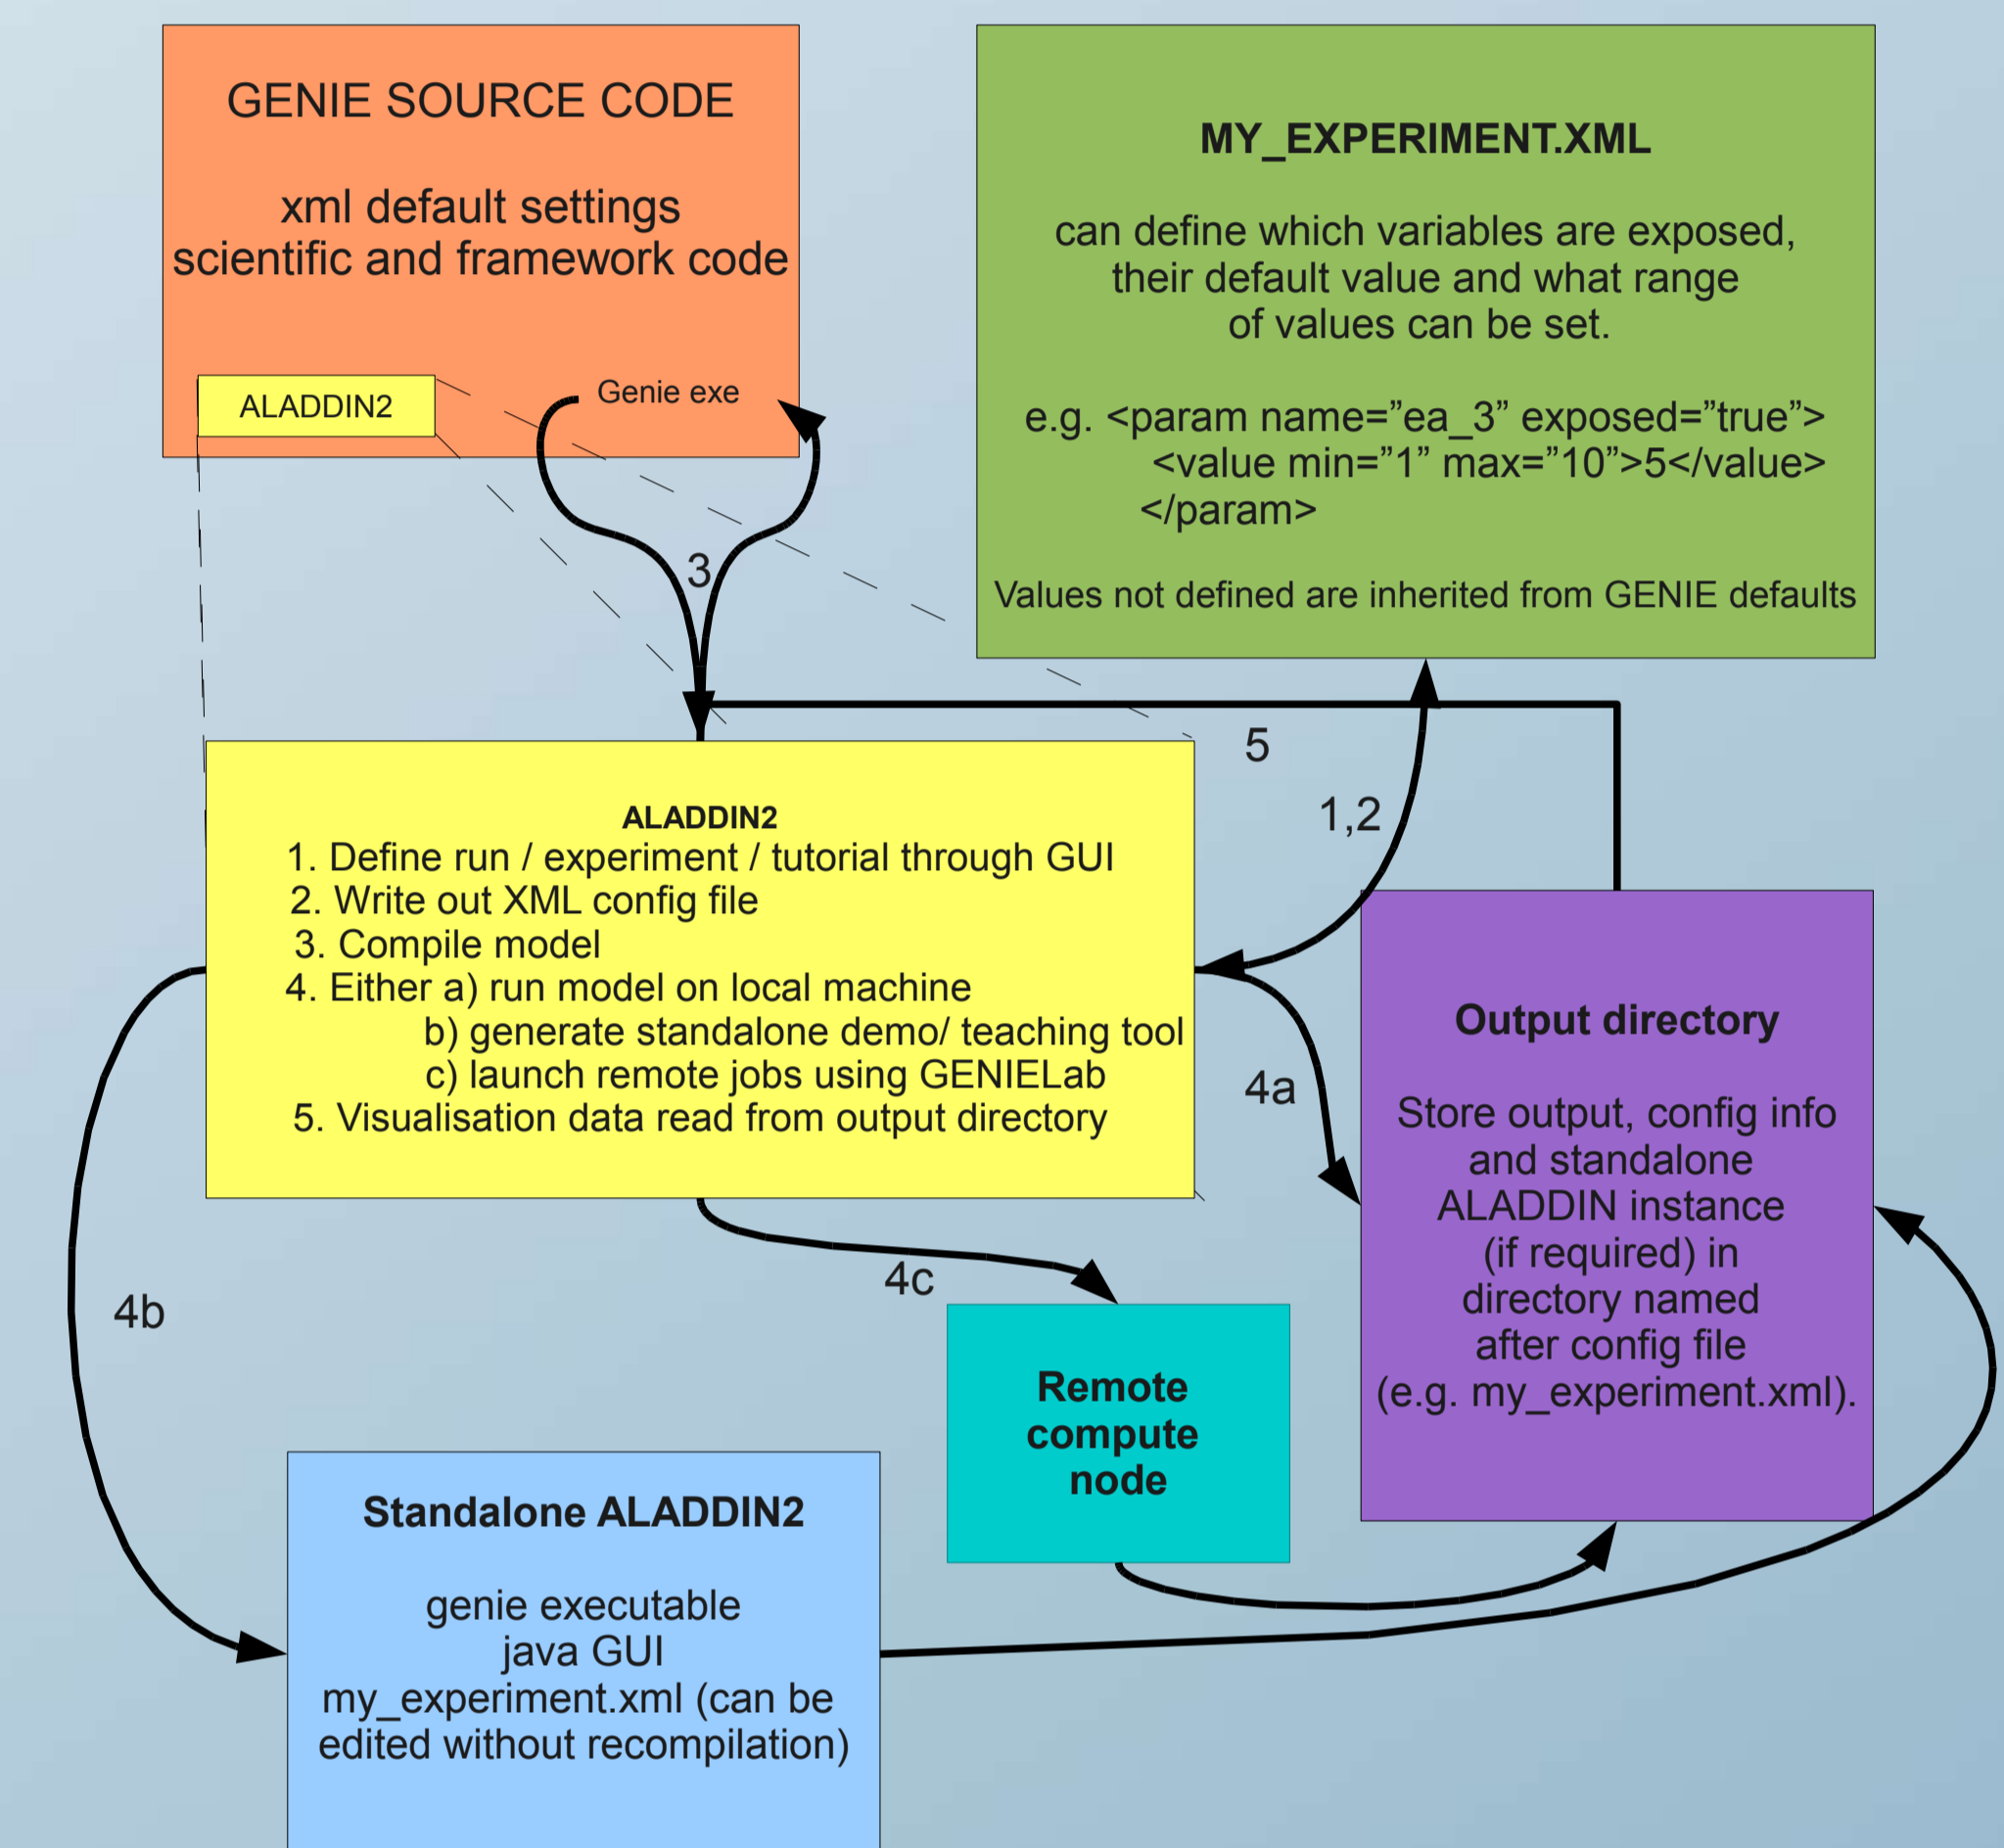 GENIE SOURCE CODE
xml default settings
scientific and framework code
ALADDIN2
Genie exe
3
MY_EXPERIMENT.XML
can define which variables are exposed,
their default value and what range
of values can be set.
e.g. <param name=”ea_3” exposed=”true”>
<value min=”1” max=”10”>5</value>
</param>
Values not defined are inherited from GENIE defaults
5
1,2
ALADDIN2
1. Define run / experiment / tutorial through GUI
2. Write out XML config file
3. Compile model
4. Either a) run model on local machine
b) generate standalone demo/ teaching tool
c) launch remote jobs using GENIELab
5. Visualisation data read from output directory
4a
Output directory
Store output, config info
and standalone
ALADDIN instance
(if required) in
directory named
after config file
(e.g. my_experiment.xml).
4c
4b
Remote
compute
node
Standalone ALADDIN2
genie executable
java GUI
my_experiment.xml (can be
edited without recompilation)